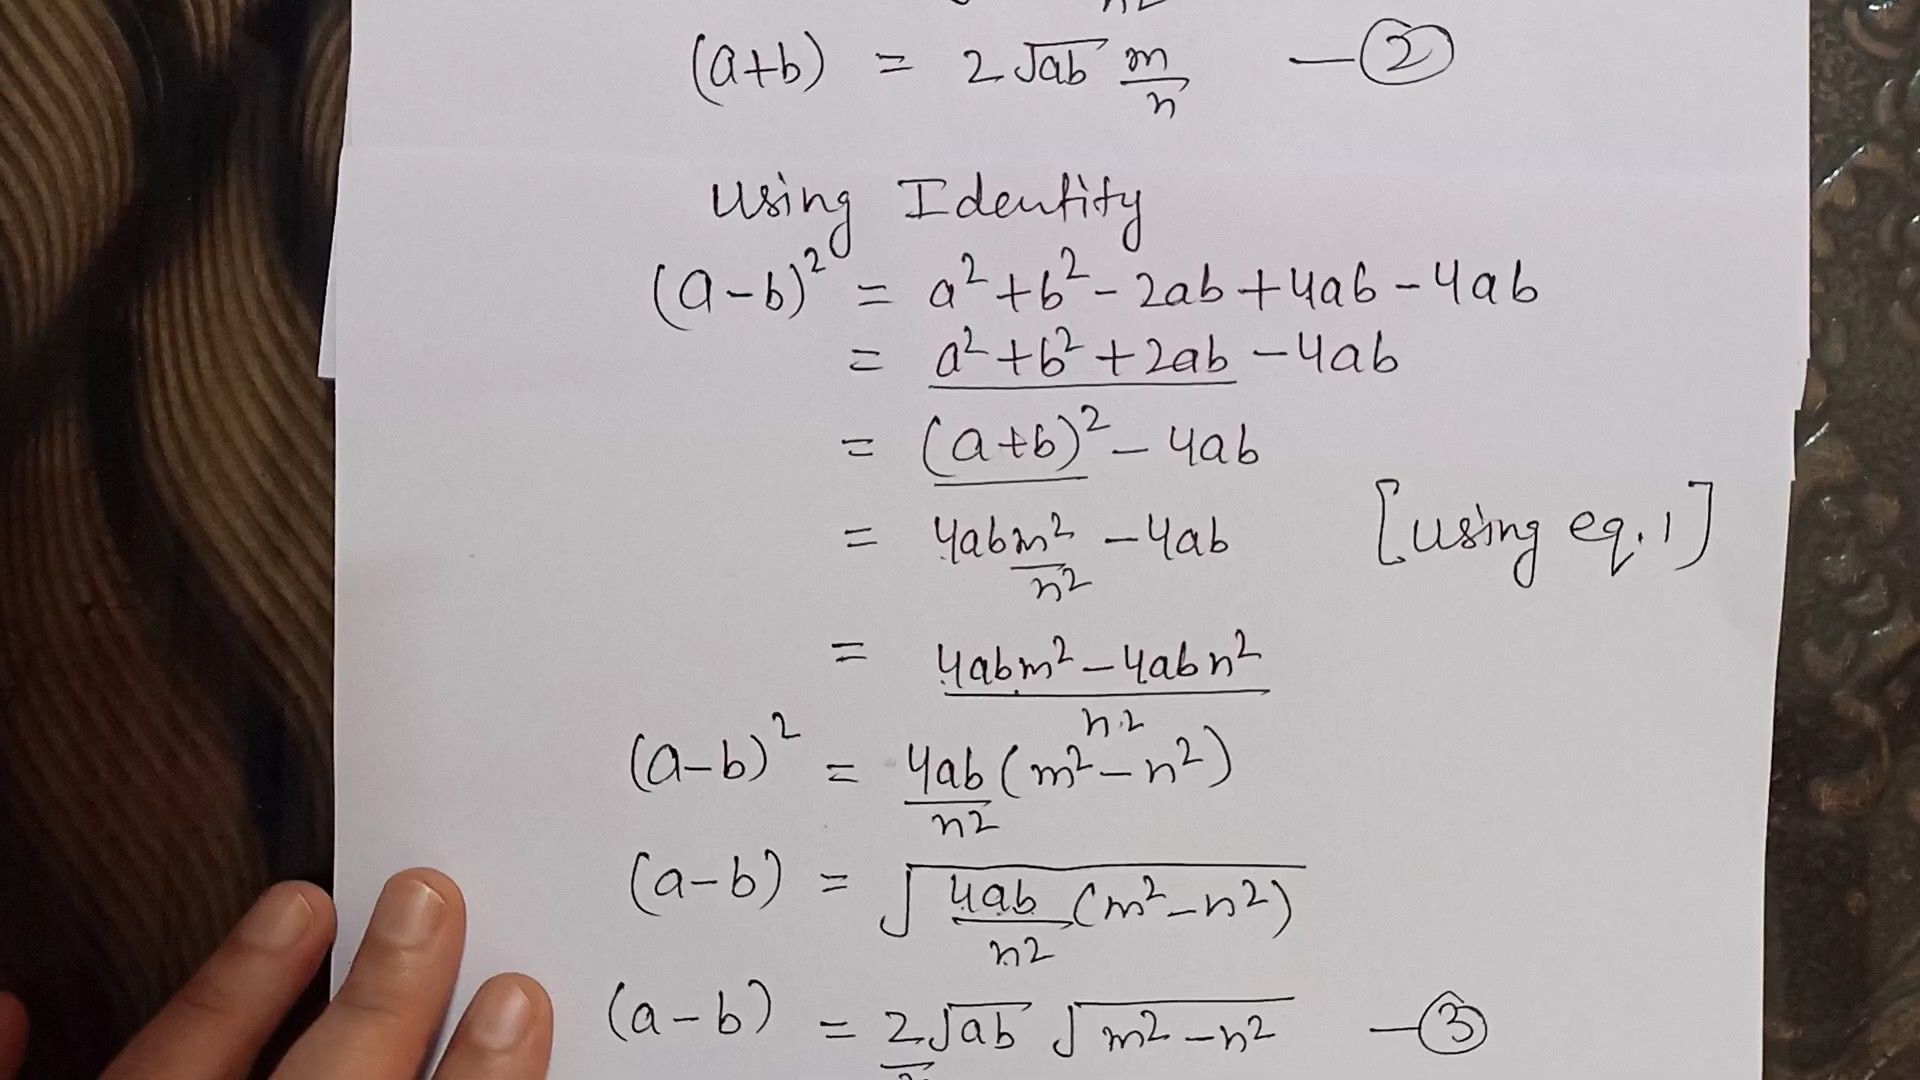 (a+b) = 2√ab m/n — ②
Using Identity
(a-b)² = a²+b²-2ab+4ab-4ab
= a²+b²+2ab-4ab
= (a+b)²-4ab
= 4abm²/n² -4ab [using eq.1]
= 4abm²-4abn²/n²
(a-b)² = 4ab/n² (m²-n²)
(a-b) = √4ab/n² (m²-n²)
(a-b) = 2√ab √m²-n² — ③